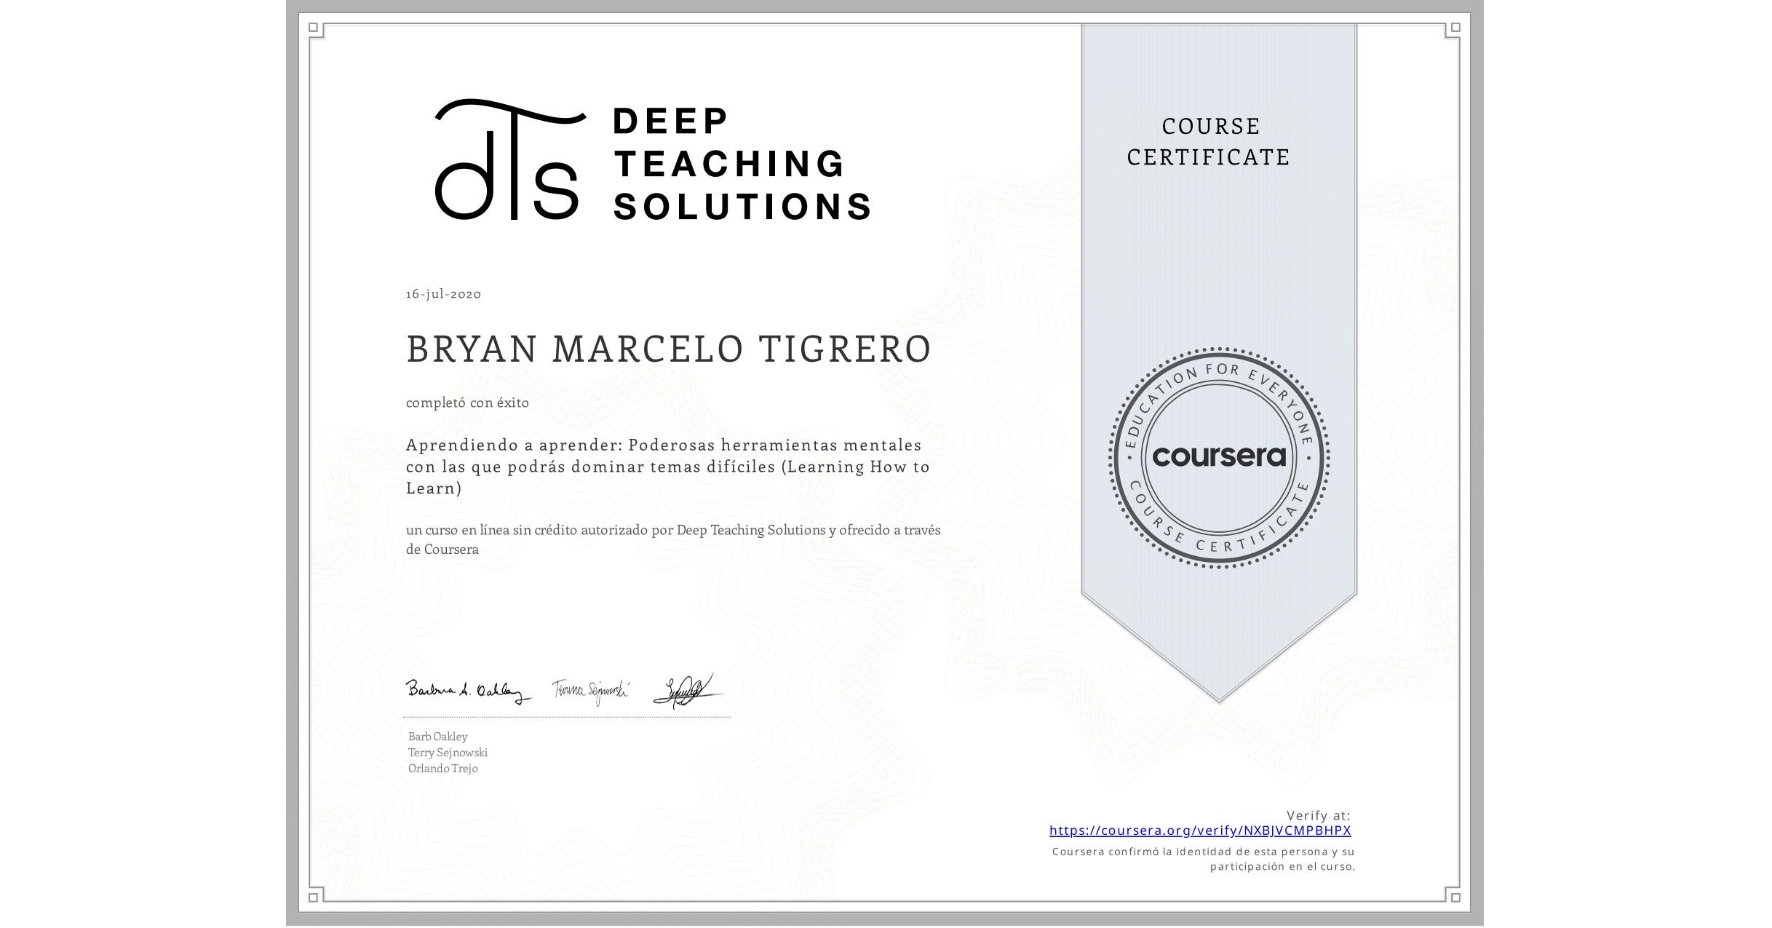 dTs
DEEP
TEACHING
SOLUTIONS
COURSE
CERTIFICATE
16-jul-2020
BRYAN MARCELO TIGRERO
completó con éxito
Aprendiendo a aprender: Poderosas herramientas mentales
con las que podrás dominar temas difíciles (Learning How to
Learn)
un curso en línea sin crédito autorizado por Deep Teaching Solutions y ofrecido a través
de Coursera
EDUCATION FOR EVERYONE
coursera
COURSE CERTIFICATE
Barbara A. Oakley
Barb Oakley
Terry Sejnowski
Orlando Trejo
Verify at:
https://coursera.org/verify/NXBJVCMPBHPX
Coursera confirmó la identidad de esta persona y su
participación en el curso.